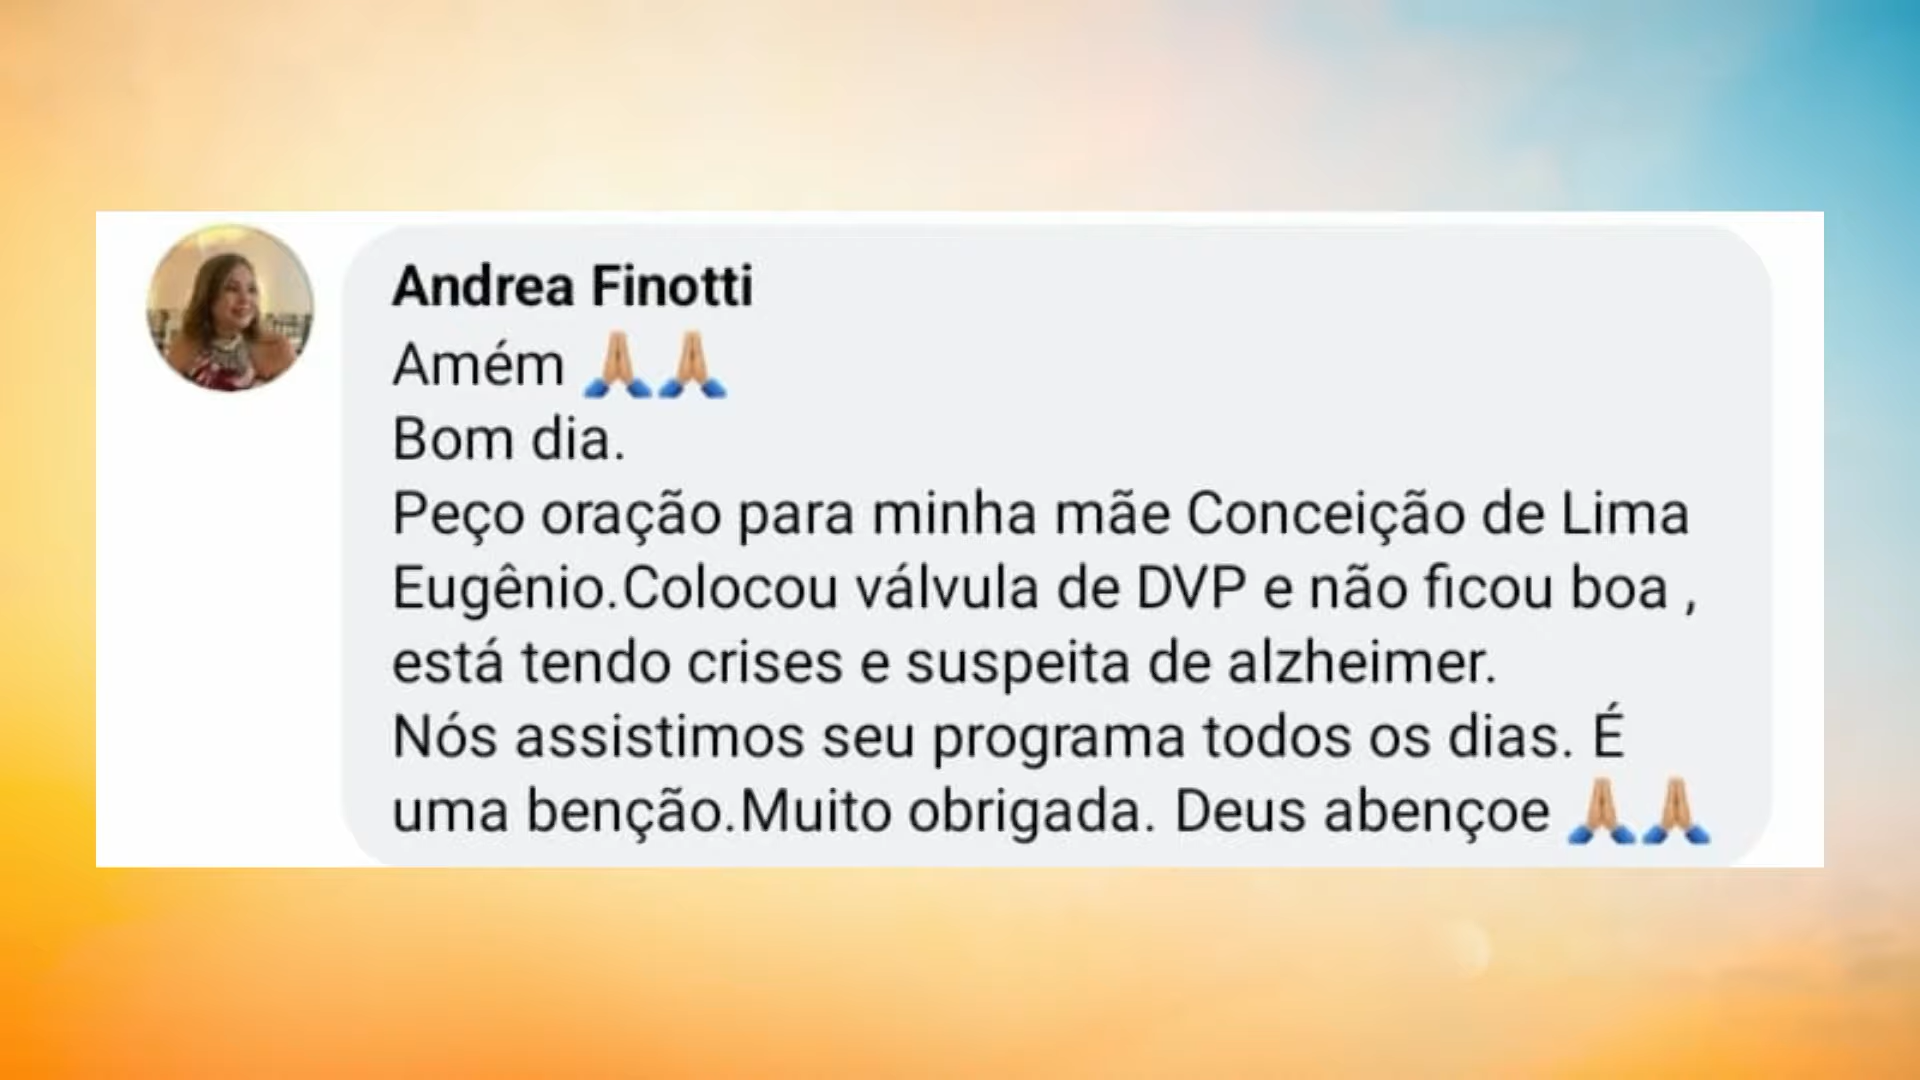 Andrea Finotti
Amém 🙏🏼🙏🏼
Bom dia.
Peço oração para minha mãe Conceição de Lima
Eugênio.Colocou válvula de DVP e não ficou boa ,
está tendo crises e suspeita de alzheimer.
Nós assistimos seu programa todos os dias. É
uma benção.Muito obrigada. Deus abençoe 🙏🏼🙏🏼